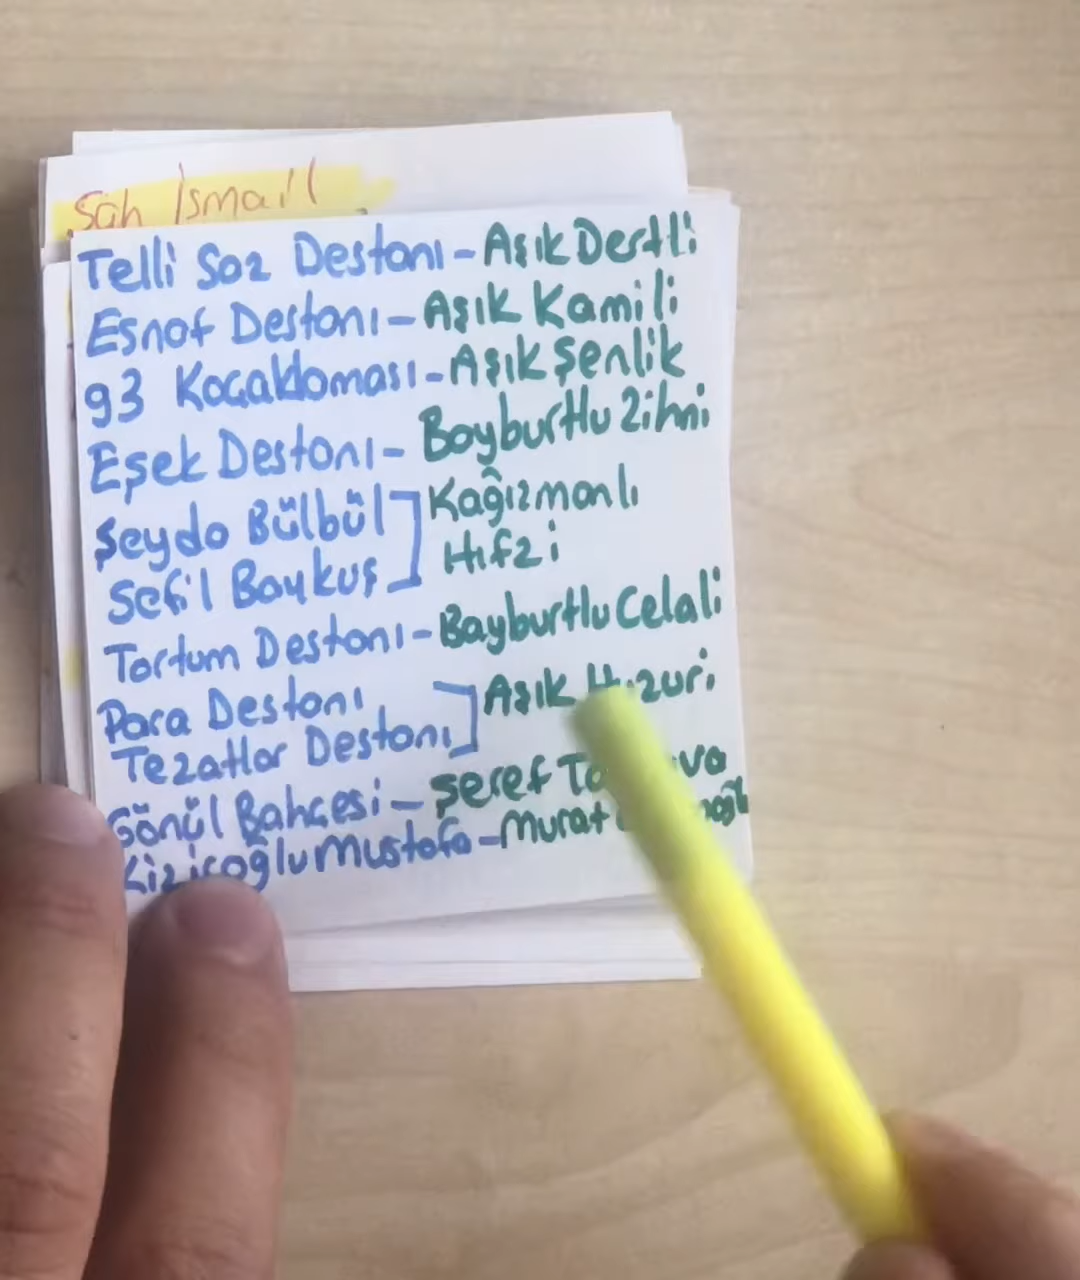 Şah İsmail
Telli Saz Destanı - Aşık Dertli
Esnaf Destanı - Aşık Kamili
93 Koçaklaması - Aşık Şenlik
Eşek Destanı - Bayburtlu Zihni
Şeyda Bülbül ] Kağızmanlı
Sefil Baykuş ] Hıfzi
Tortum Destanı - Bayburtlu Celali
Para Destanı ] Aşık
Tezatlar Destanı ]
Gönül Bahçesi - Şeref
Kiziroğlu Mustafa - Murat